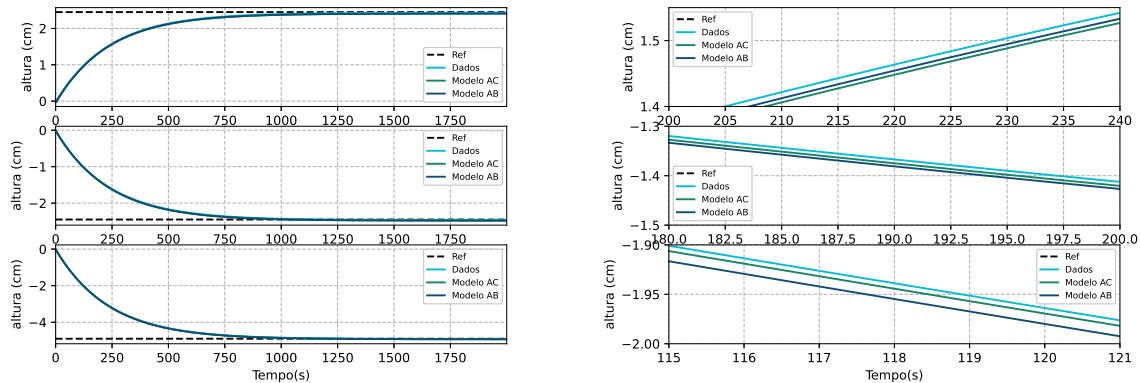 altura (cm)
2
1
0
Ref
Dados
Modelo AC
Modelo AB
0 250 500 750 1000 1250 1500 1750
altura (cm)
0
−1
−2
Ref
Dados
Modelo AC
Modelo AB
0 250 500 750 1000 1250 1500 1750
altura (cm)
0
−2
−4
Ref
Dados
Modelo AC
Modelo AB
0 250 500 750 1000 1250 1500 1750
Tempo(s)
altura (cm)
1.5
1.4
Ref
Dados
Modelo AC
Modelo AB
200 205 210 215 220 225 230 235 240
altura (cm)
−1.3
−1.4
−1.5
Ref
Dados
Modelo AC
Modelo AB
180.0 182.5 185.0 187.5 190.0 192.5 195.0 197.5 200.0
altura (cm)
−1.90
−1.95
−2.00
Ref
Dados
Modelo AC
Modelo AB
115 116 117 118 119 120 121
Tempo(s)